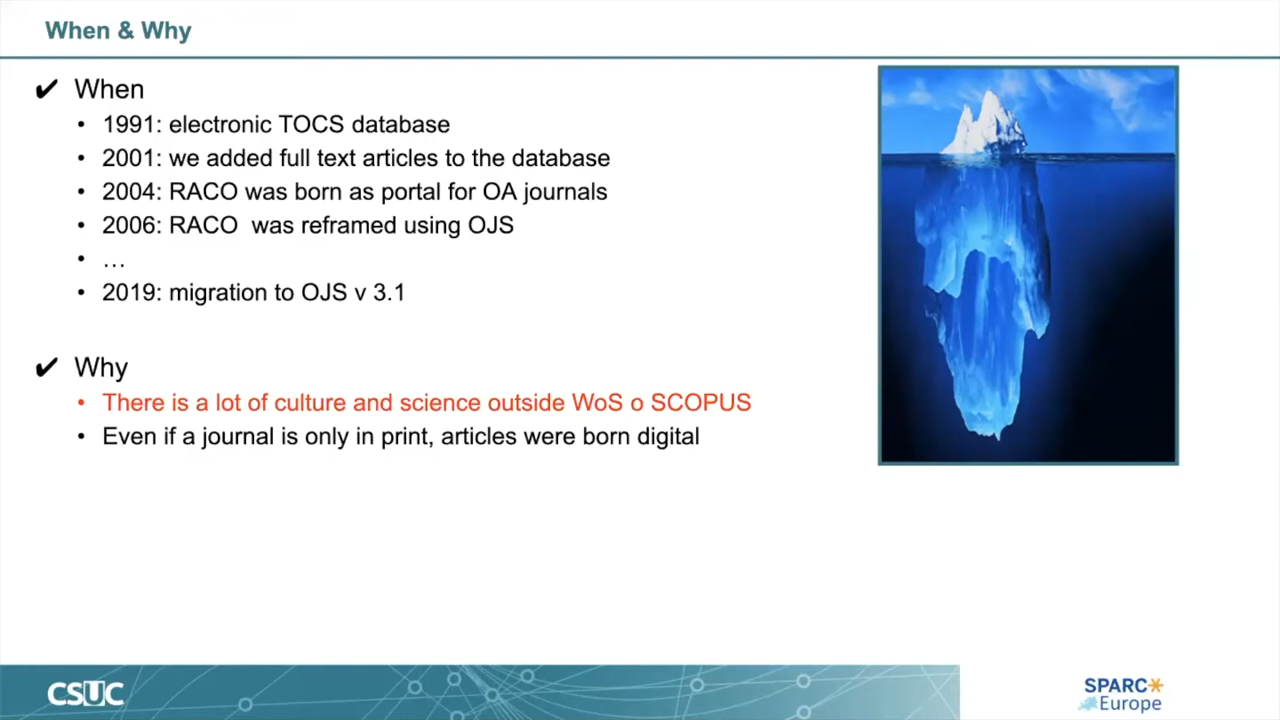 When & Why
✔ When
• 1991: electronic TOCS database
• 2001: we added full text articles to the database
• 2004: RACO was born as portal for OA journals
• 2006: RACO  was reframed using OJS
• …
• 2019: migration to OJS v 3.1
✔ Why
• There is a lot of culture and science outside WoS o SCOPUS
• Even if a journal is only in print, articles were born digital
CSUC
SPARC
Europe